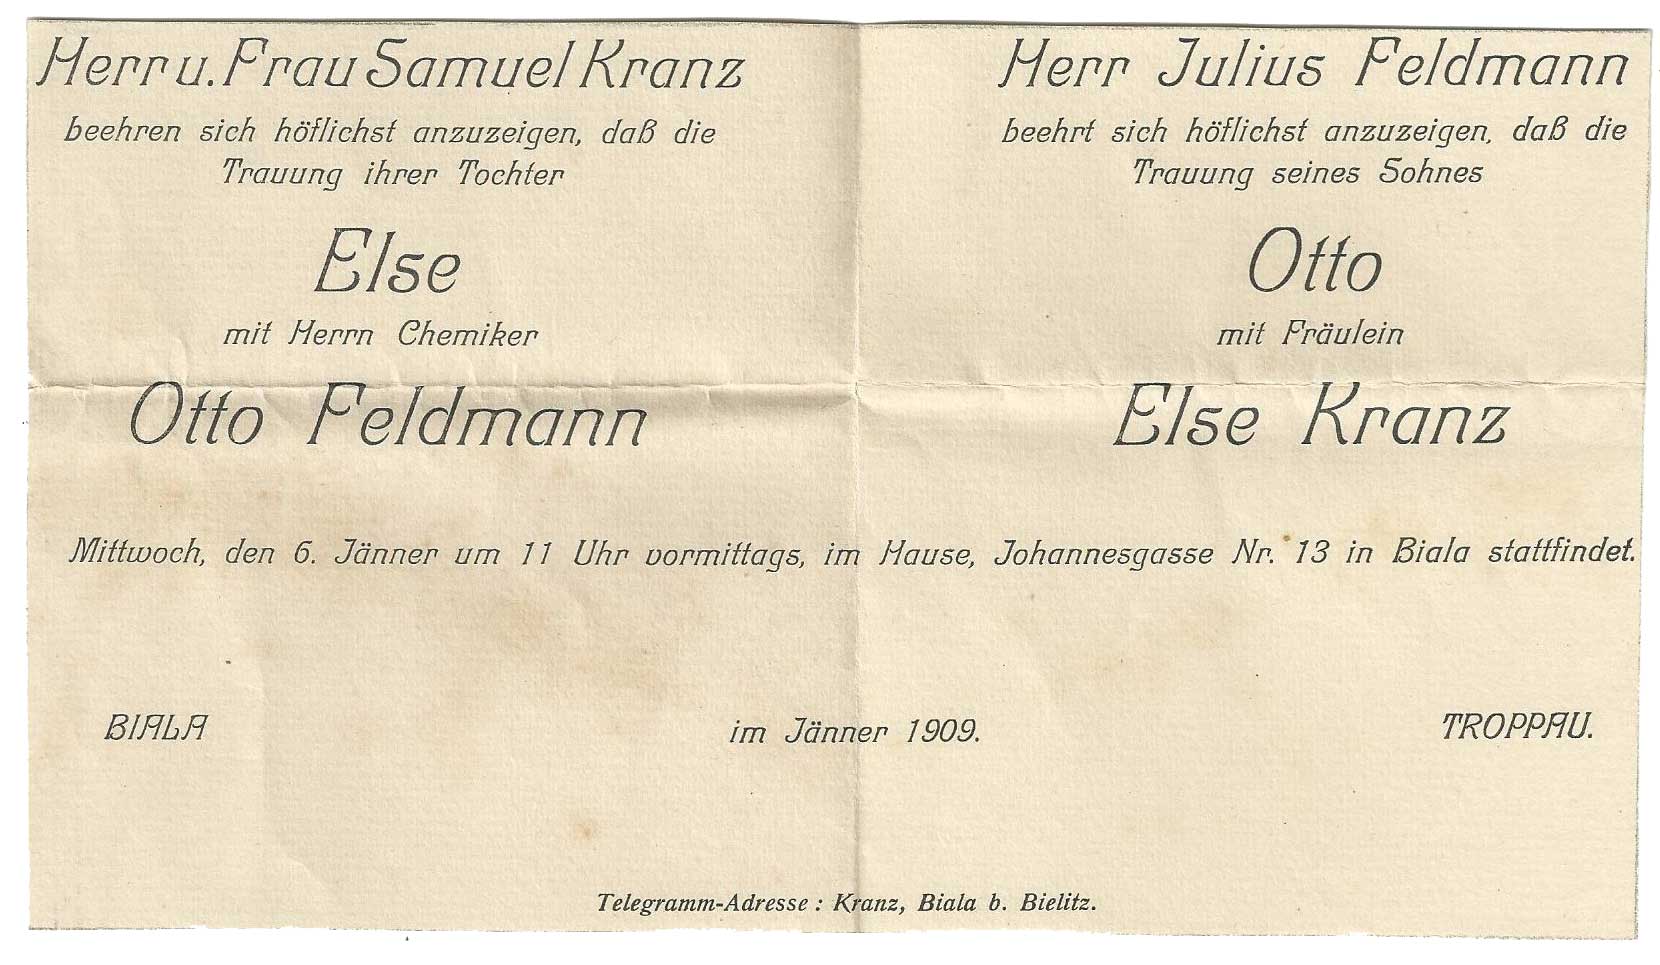 Herr u. Frau Samuel Kranz
beehren sich höflichst anzuzeigen, daß die
Trauung ihrer Tochter
Else
mit Herrn Chemiker
Otto Feldmann
Herr Julius Feldmann
beehrt sich höflichst anzuzeigen, daß die
Trauung seines Sohnes
Otto
mit Fräulein
Else Kranz
Mittwoch, den 6. Jänner um 11 Uhr vormittags, im Hause, Johannesgasse Nr. 13 in Biala stattfindet.
BIALA im Jänner 1909. TROPPAU.
Telegramm-Adresse : Kranz, Biala b. Bielitz.